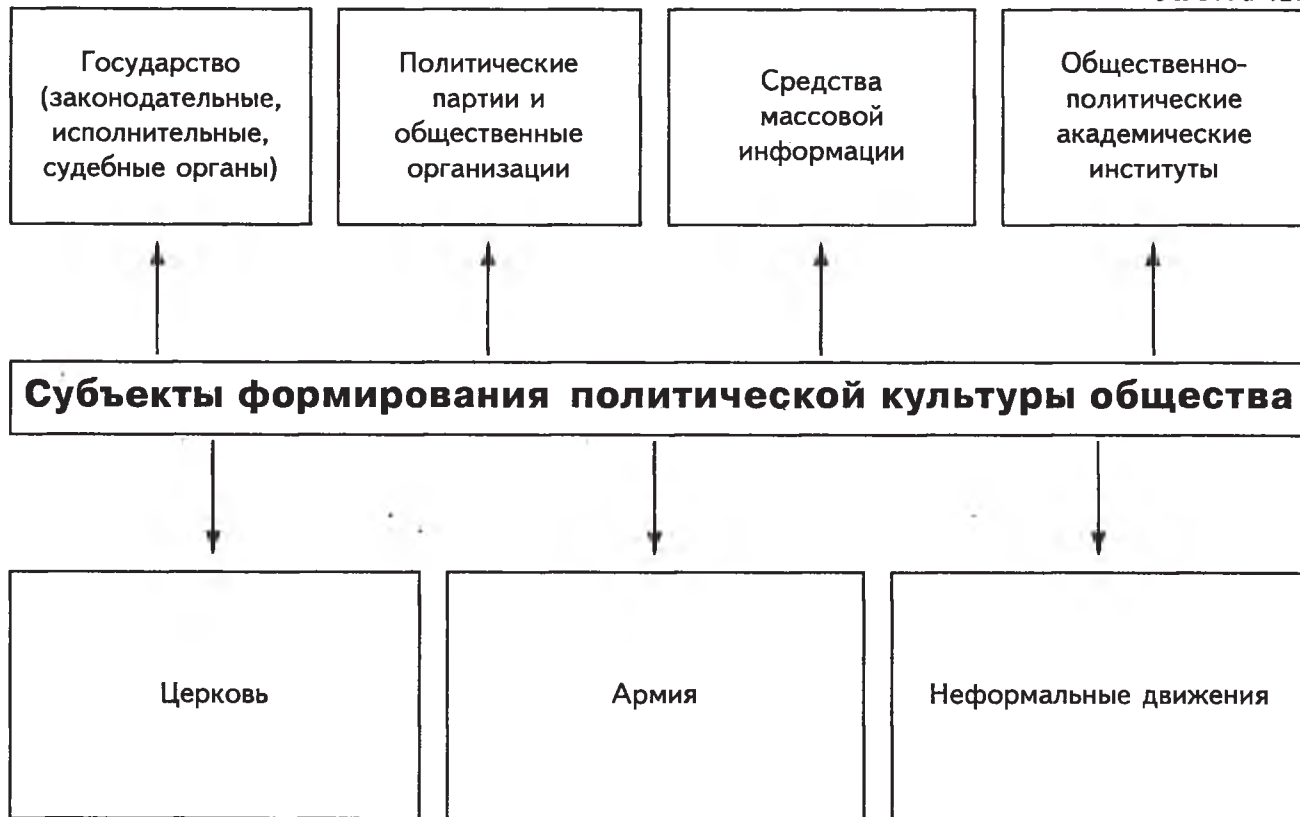 Государство
(законодательные,
исполнительные,
судебные органы)
Политические
партии и
общественные
организации
Средства
массовой
информации
Общественно-
политические
академические
институты
Субъекты формирования политической культуры общества
Церковь
Армия
Неформальные движения